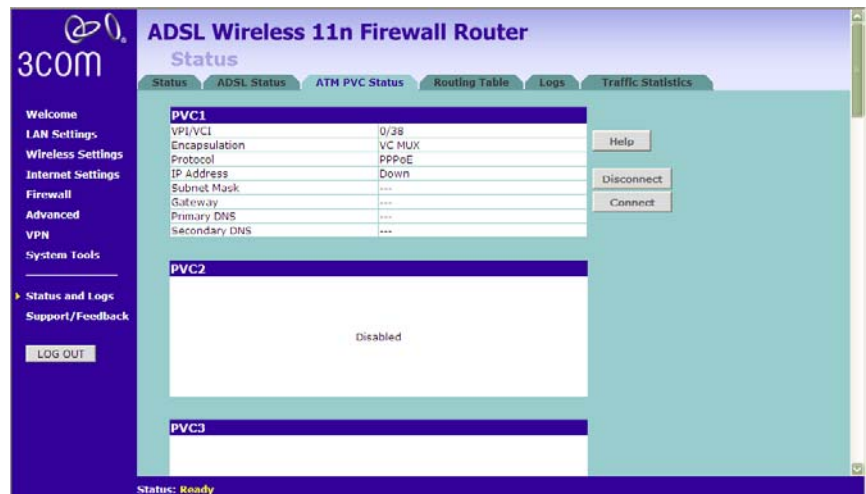 3COM
ADSL Wireless 11n Firewall Router
Status
Status ADSL Status ATM PVC Status Routing Table Logs Traffic Statistics
Welcome
LAN Settings
Wireless Settings
Internet Settings
Firewall
Advanced
VPN
System Tools
Status and Logs
Support/Feedback
LOG OUT
PVC1
VPI/VCI 0/38
Encapsulation VC MUX
Protocol PPPoE
IP Address Down
Subnet Mask ---
Gateway ---
Primary DNS ---
Secondary DNS ---
Help
Disconnect
Connect
PVC2
Disabled
PVC3
Status: Ready